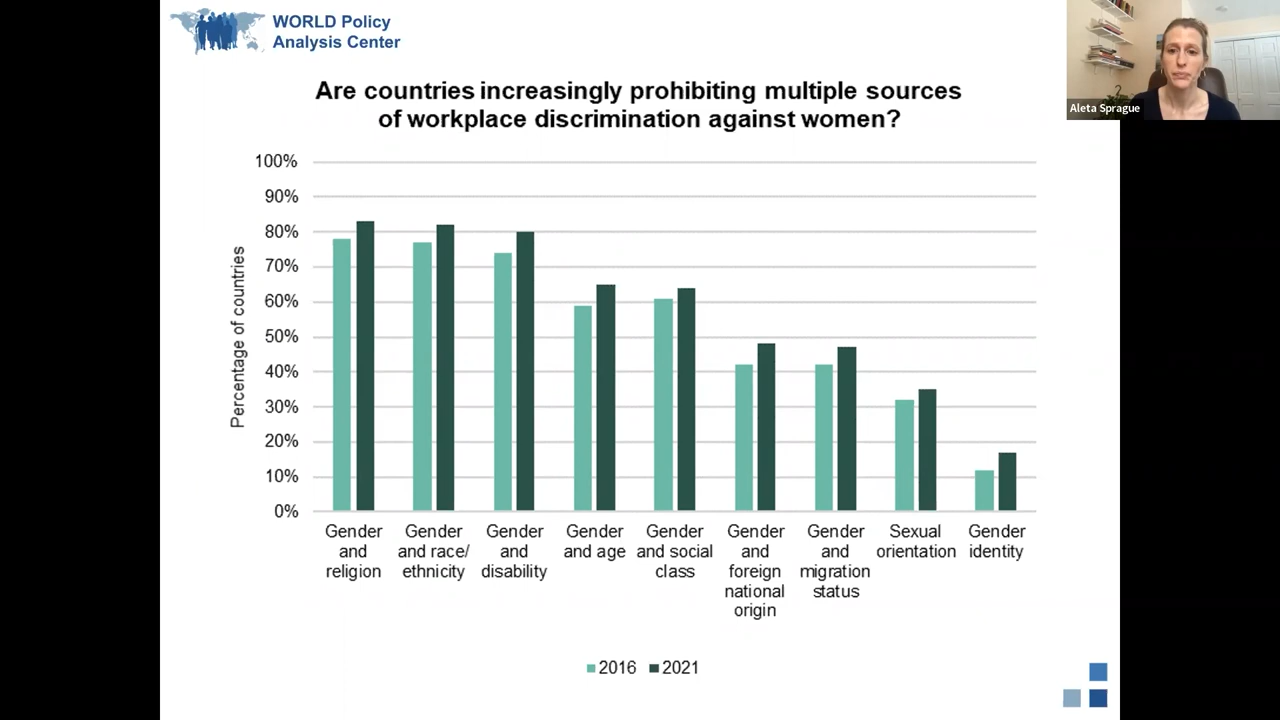 WORLD Policy
Analysis Center
Aleta Sprague
Are countries increasingly prohibiting multiple sources
of workplace discrimination against women?
Percentage of countries
100%
90%
80%
70%
60%
50%
40%
30%
20%
10%
0%
Gender
and
religion
Gender
and race/
ethnicity
Gender
and
disability
Gender
and age
Gender
and social
class
Gender
and
foreign
national
origin
Gender
and
migration
status
Sexual
orientation
Gender
identity
2016
2021